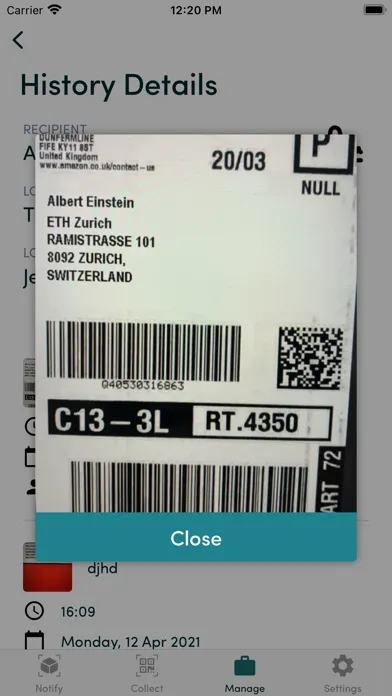 Carrier 12:20 PM
History Details
RECIPIENT
DUNFERMLINE
FIFE KY11 8ST
United Kingdom
www.amazon.co.uk/contact-us
20/03
P
NULL
Albert Einstein
ETH Zurich
RAMISTRASSE 101
8092 ZURICH,
SWITZERLAND
Q40530316863
C13-3L RT.4350
ART 72
Close
djhd
16:09
Monday, 12 Apr 2021
Notify Collect Manage Settings